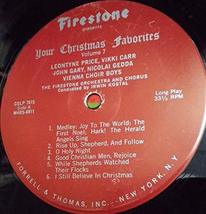 Firestone
presents
Your Christmas Favorites
Volume 7
LEONTYNE PRICE, VIKKI CARR
JOHN GARY, NICOLAI GEDDA
VIENNA CHOIR BOYS
THE FIRESTONE ORCHESTRA AND CHORUS
Conducted by IRWIN KOSTAL
CSLP 7015
Side A
Long Play
33⅓ RPM
1 Medley: Joy To The World; The
First Noel; Hark! The Herald
Angels Sing
2 Rise Up, Shepherd, And Follow
3 O Holy Night
4 Good Christian Men, Rejoice
5 While Shepherds Watched
Their Flocks
6 I Still Believe In Christmas
FORRELL & THOMAS, INC. . . . NEW YORK, N.Y.